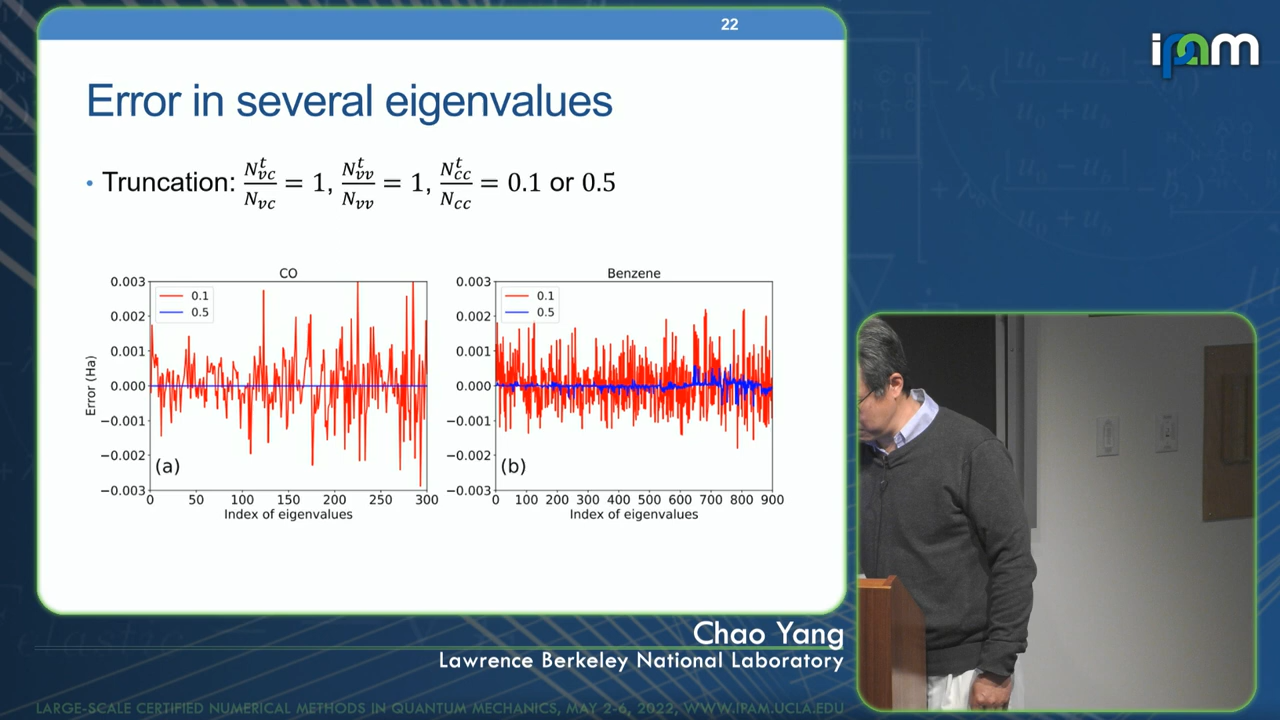 22
ipam
Error in several eigenvalues
• Truncation: N^t_vc / N_vc = 1, N^t_vv / N_vv = 1, N^t_cc / N_cc = 0.1 or 0.5
CO
Error (Ha)
0.003
0.002
0.001
0.000
−0.001
−0.002
−0.003
0.1
0.5
(a)
0 50 100 150 200 250 300
Index of eigenvalues
Benzene
0.003
0.002
0.001
0.000
−0.001
−0.002
−0.003
0.1
0.5
(b)
0 100 200 300 400 500 600 700 800 900
Index of eigenvalues
Chao Yang
Lawrence Berkeley National Laboratory
LARGE-SCALE CERTIFIED NUMERICAL METHODS IN QUANTUM MECHANICS, MAY 2-6, 2022, WWW.IPAM.UCLA.EDU